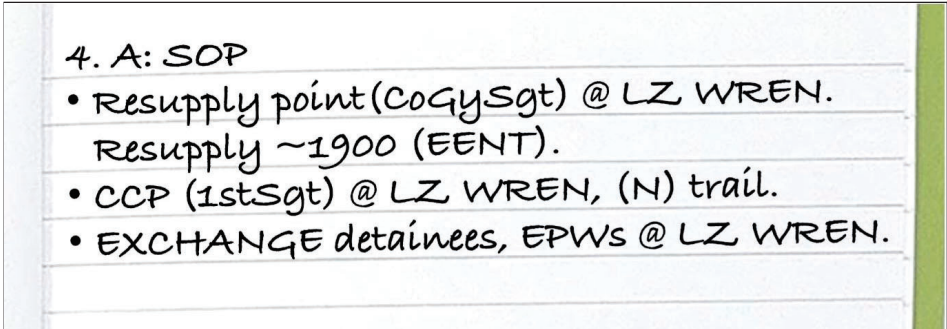 4. A: SOP
• Resupply point (CoGySgt) @ LZ WREN.
Resupply ~1900 (EENT).
• CCP (1stSgt) @ LZ WREN, (N) trail.
• EXCHANGE detainees, EPWs @ LZ WREN.